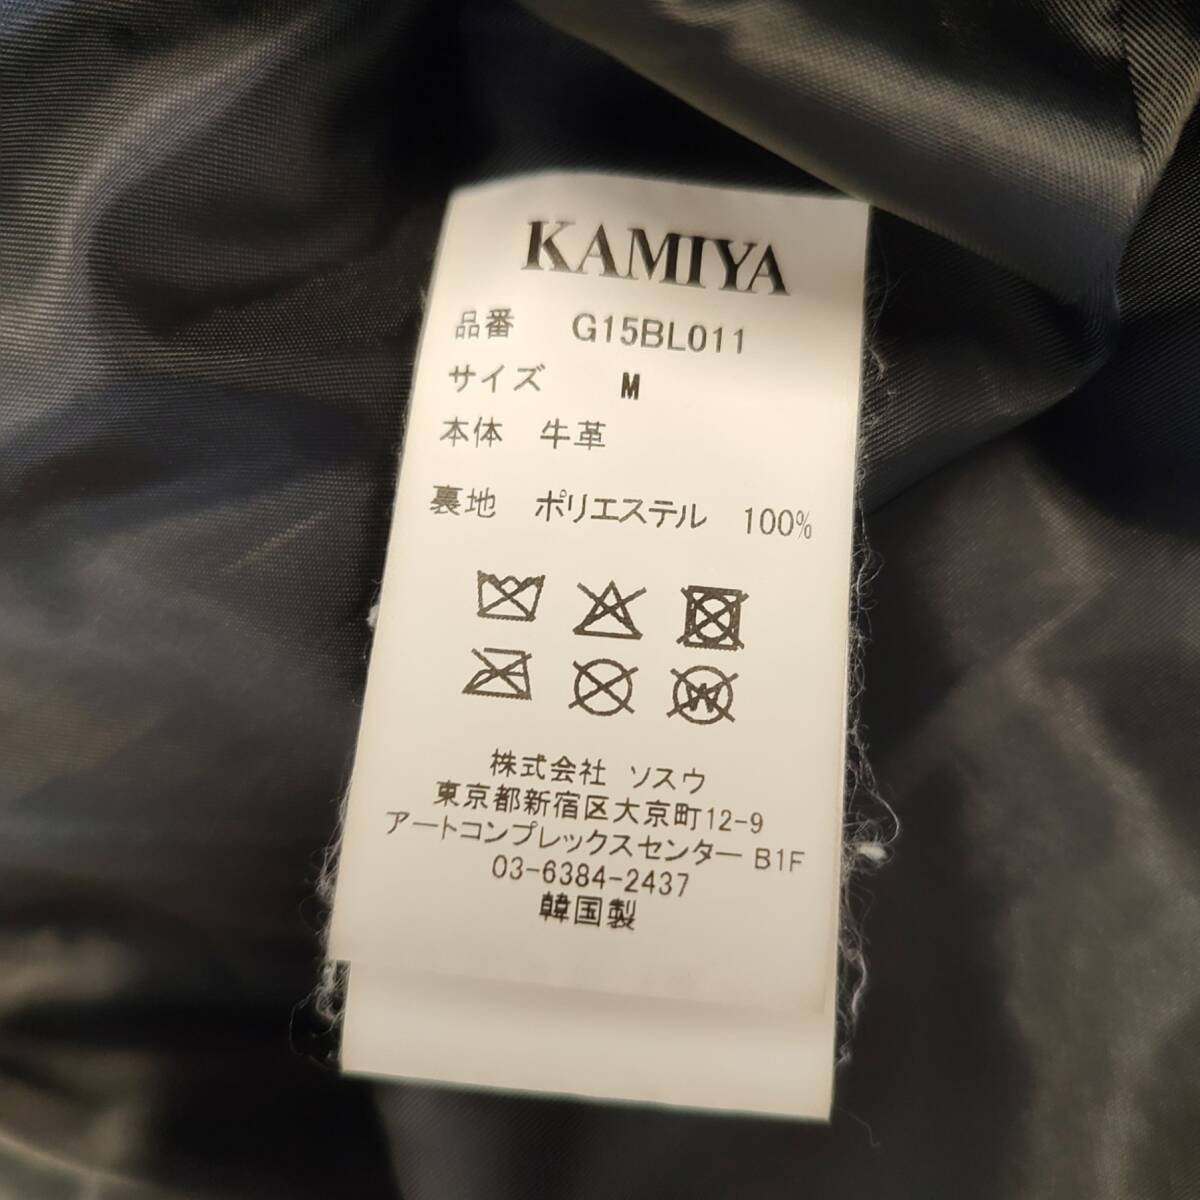 KAMIYA
品番 G15BL011
サイズ M
本体 牛革
裏地 ポリエステル 100%
W
株式会社 ソスウ
東京都新宿区大京町12-9
アートコンプレックスセンター B1F
03-6384-2437
韓国製